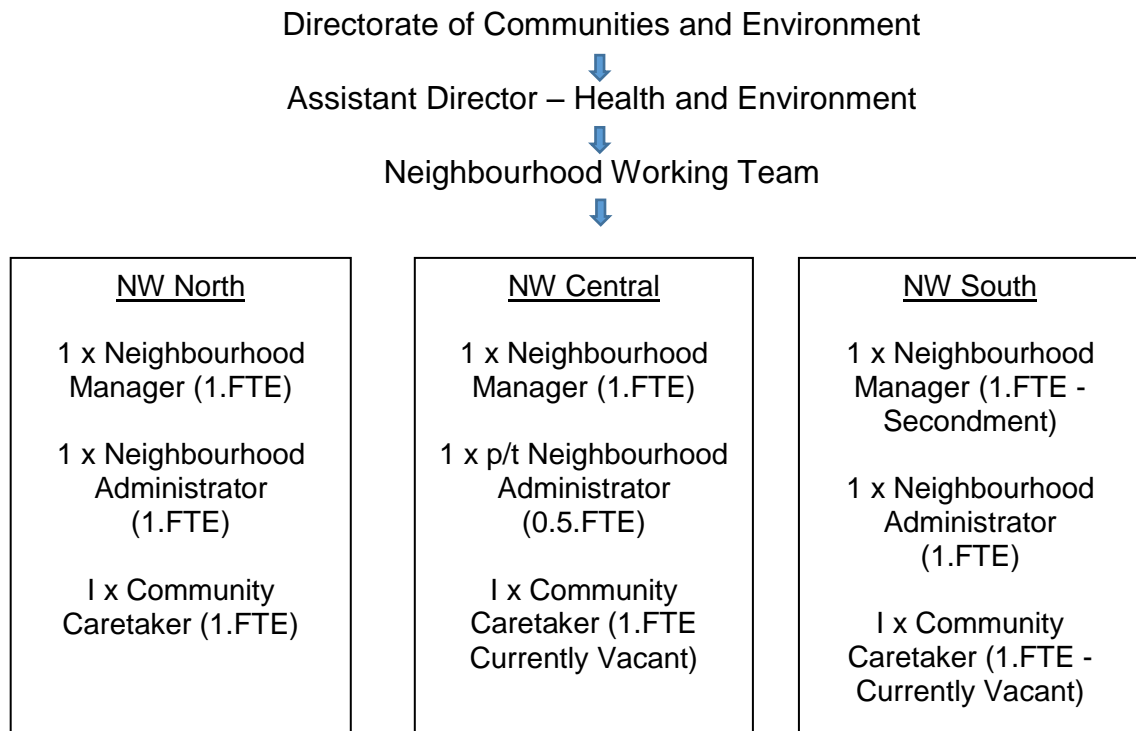 Directorate of Communities and Environment
Assistant Director – Health and Environment
Neighbourhood Working Team
NW North
1 x Neighbourhood
Manager (1.FTE)
1 x Neighbourhood
Administrator
(1.FTE)
I x Community
Caretaker (1.FTE)
NW Central
1 x Neighbourhood
Manager (1.FTE)
1 x p/t Neighbourhood
Administrator
(0.5.FTE)
I x Community
Caretaker (1.FTE
Currently Vacant)
NW South
1 x Neighbourhood
Manager (1.FTE -
Secondment)
1 x Neighbourhood
Administrator
(1.FTE)
I x Community
Caretaker (1.FTE -
Currently Vacant)